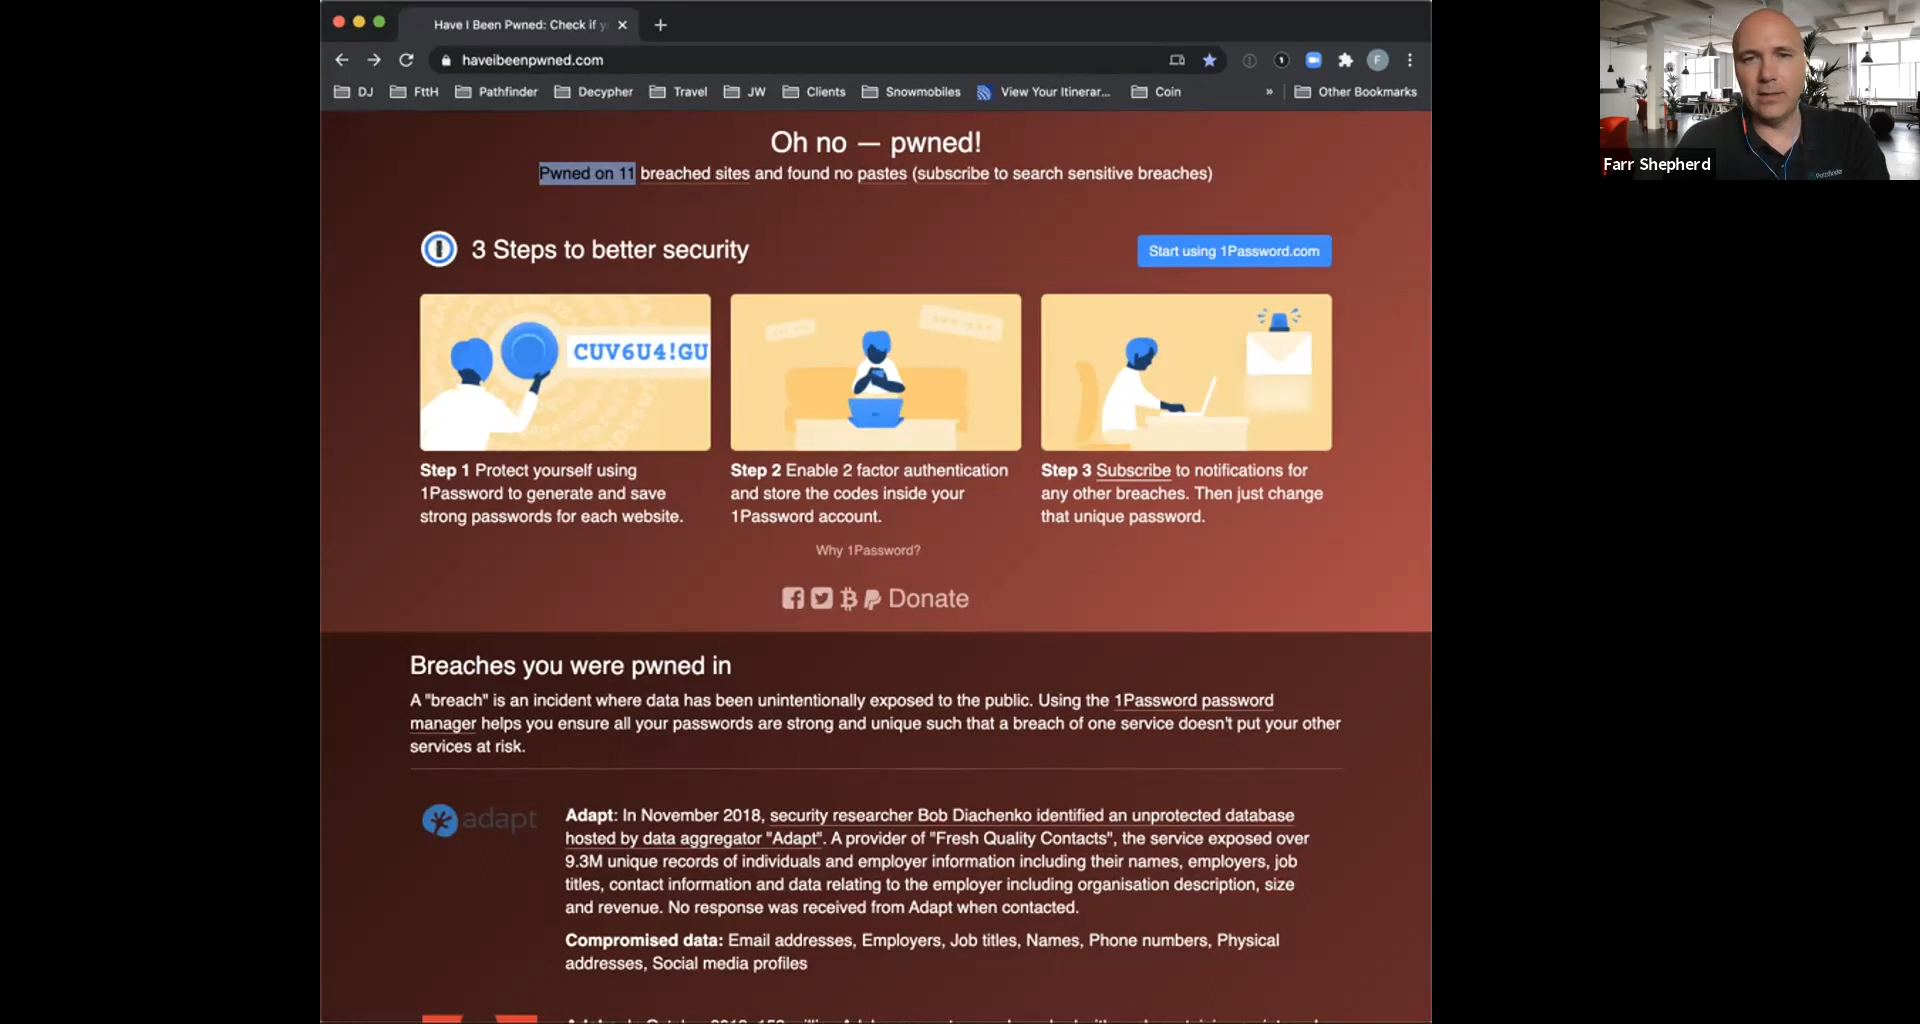 Have I Been Pwned: Check if y
haveibeenpwned.com
F
DJ FttH Pathfinder Decypher Travel JW Clients Snowmobiles View Your Itinerar... Coin » Other Bookmarks
Oh no — pwned!
Pwned on 11 breached sites and found no pastes (subscribe to search sensitive breaches)
3 Steps to better security
Start using 1Password.com
CUV6U4!GU
Step 1 Protect yourself using
1Password to generate and save
strong passwords for each website.
Step 2 Enable 2 factor authentication
and store the codes inside your
1Password account.
Step 3 Subscribe to notifications for
any other breaches. Then just change
that unique password.
Why 1Password?
Donate
Breaches you were pwned in
A "breach" is an incident where data has been unintentionally exposed to the public. Using the 1Password password
manager helps you ensure all your passwords are strong and unique such that a breach of one service doesn't put your other
services at risk.
adapt
Adapt: In November 2018, security researcher Bob Diachenko identified an unprotected database
hosted by data aggregator "Adapt". A provider of "Fresh Quality Contacts", the service exposed over
9.3M unique records of individuals and employer information including their names, employers, job
titles, contact information and data relating to the employer including organisation description, size
and revenue. No response was received from Adapt when contacted.
Compromised data: Email addresses, Employers, Job titles, Names, Phone numbers, Physical
addresses, Social media profiles
Farr Shepherd
Pathfinder